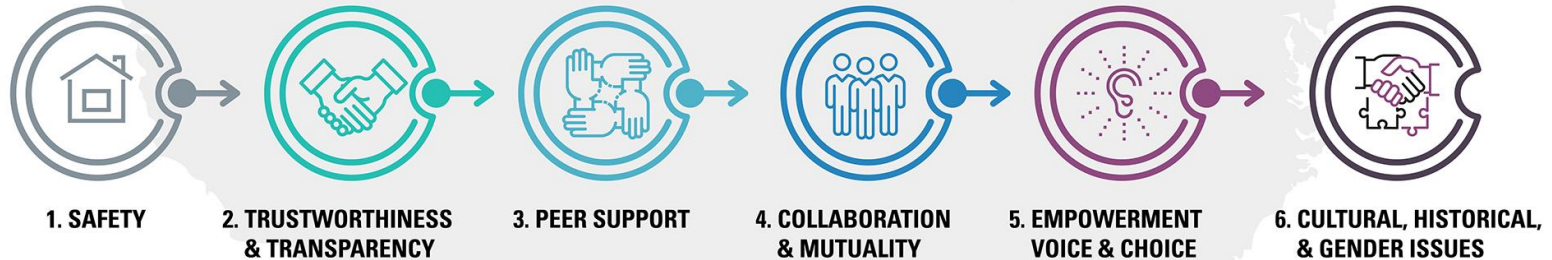 1. SAFETY
2. TRUSTWORTHINESS
& TRANSPARENCY
3. PEER SUPPORT
4. COLLABORATION
& MUTUALITY
5. EMPOWERMENT
VOICE & CHOICE
6. CULTURAL, HISTORICAL,
& GENDER ISSUES